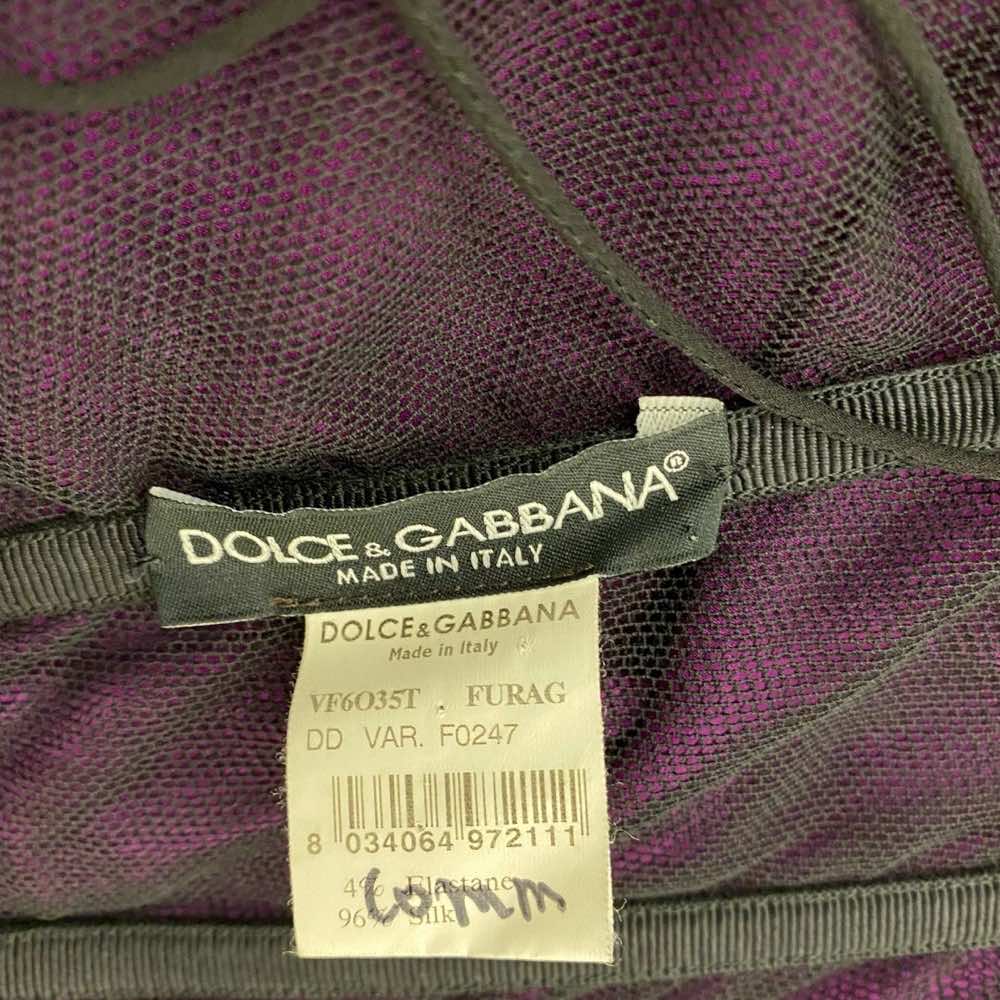 DOLCE & GABBANA®
MADE IN ITALY
DOLCE&GABBANA
Made in Italy
VF6O35T . FURAG
DD VAR. F0247
8 034064 972111
4% Elastane
96% Silk
comm